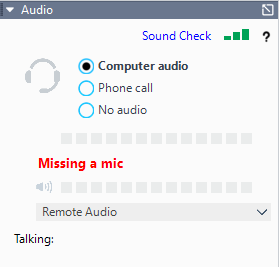 Audio
Sound Check ?
Computer audio
Phone call
No audio
Missing a mic
Remote Audio
Talking: